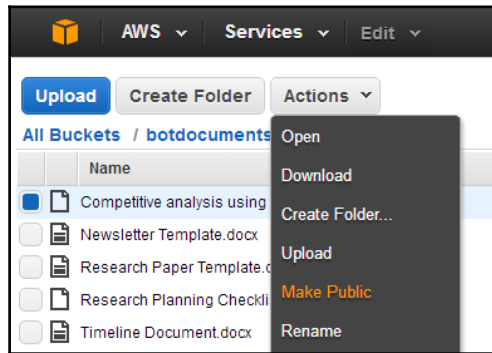 AWS Services Edit
Upload Create Folder Actions
All Buckets / botdocuments
Name
Competitive analysis using
Newsletter Template.docx
Research Paper Template.
Research Planning
Timeline Document.docx
Open
Download
Create Folder...
Upload
Make Public
Rename